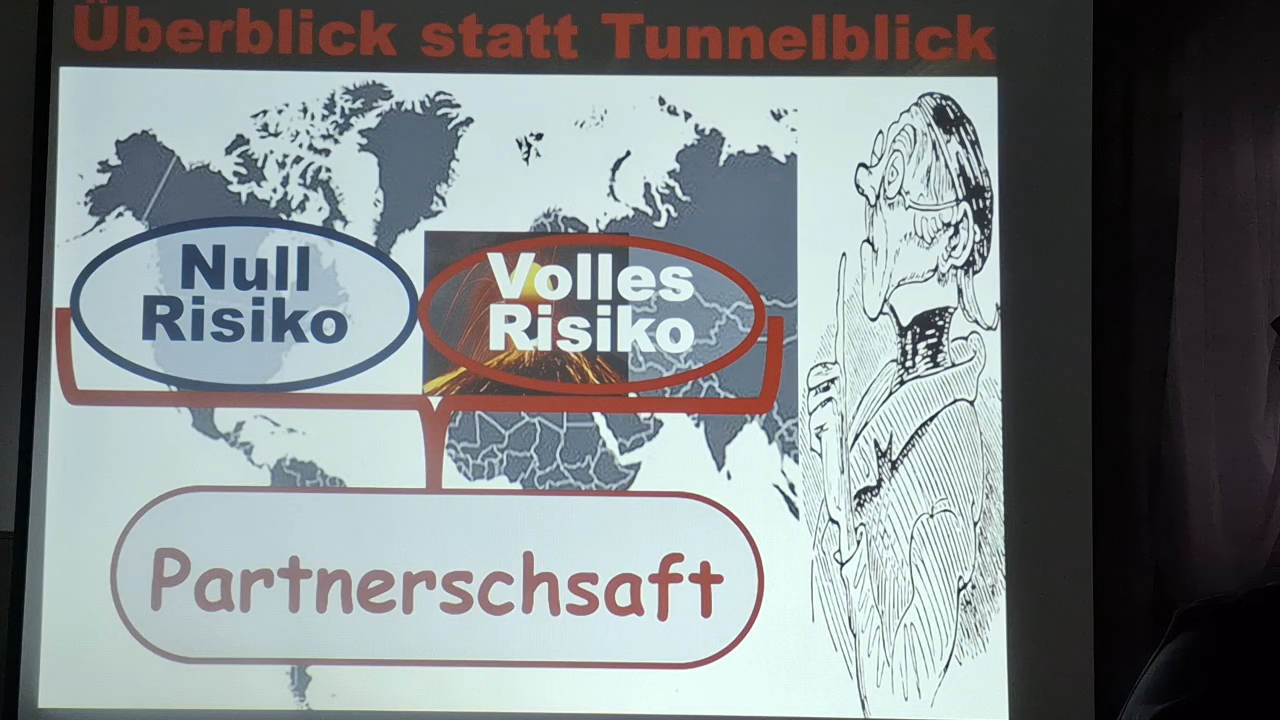 Überblick statt Tunnelblick
Null
Risiko
Volles
Risiko
Partnerschsaft